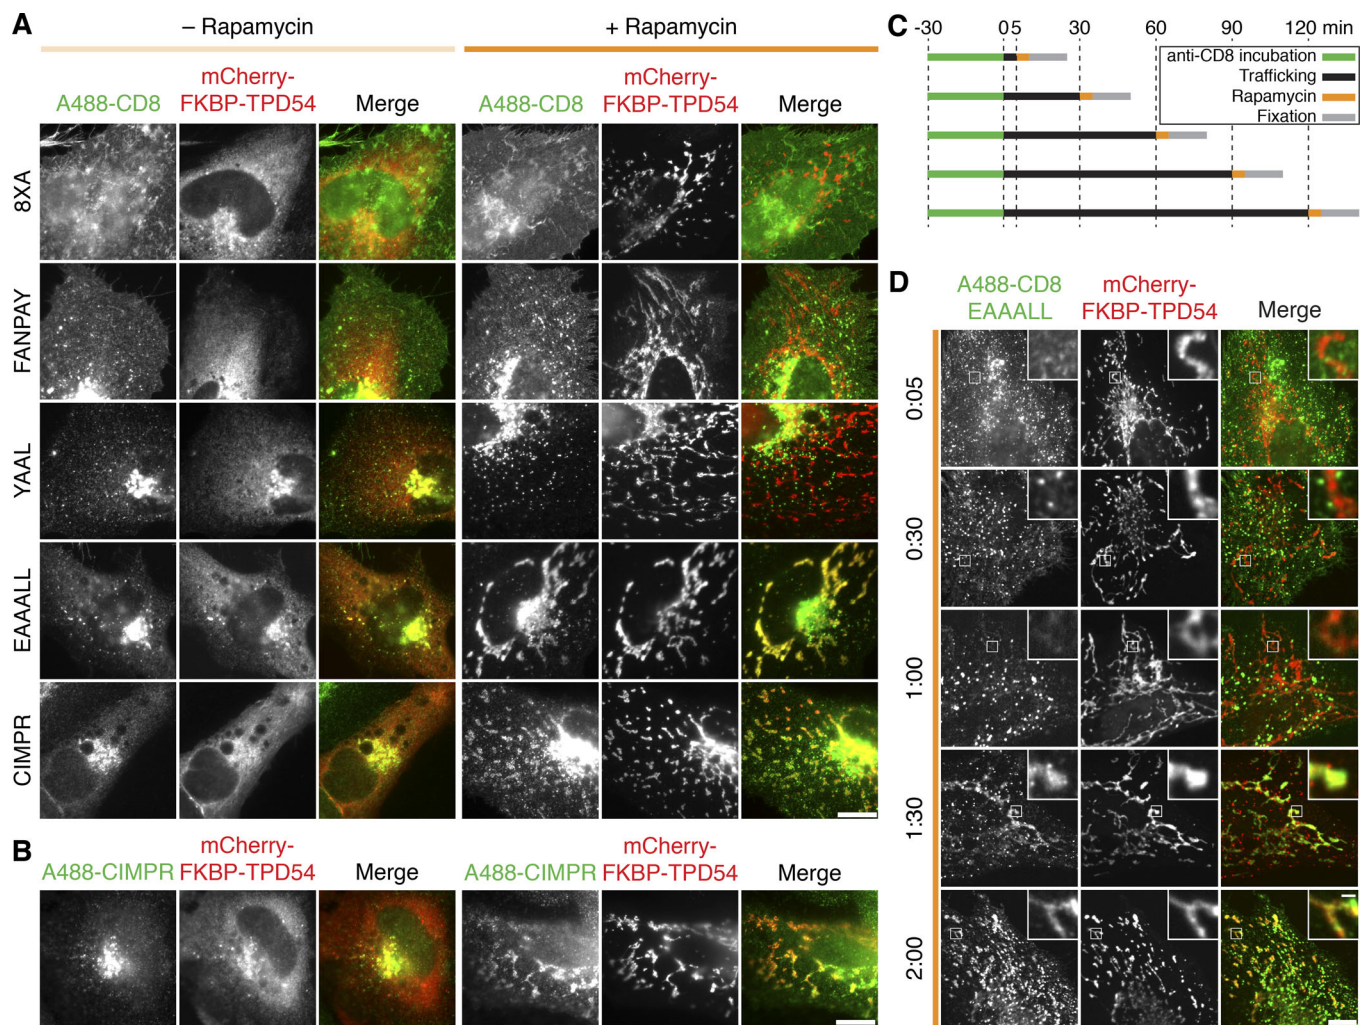 A
– Rapamycin
+ Rapamycin
A488-CD8
mCherry-
FKBP-TPD54
Merge
A488-CD8
mCherry-
FKBP-TPD54
Merge
8XA
FANPAY
YAAL
EAAALL
CIMPR
B
A488-CIMPR
mCherry-
FKBP-TPD54
Merge
A488-CIMPR
mCherry-
FKBP-TPD54
Merge
C
-30 0 5 30 60 90 120 min
anti-CD8 incubation
Trafficking
Rapamycin
Fixation
D
A488-CD8
EAAALL
mCherry-
FKBP-TPD54
Merge
0:05
0:30
1:00
1:30
2:00